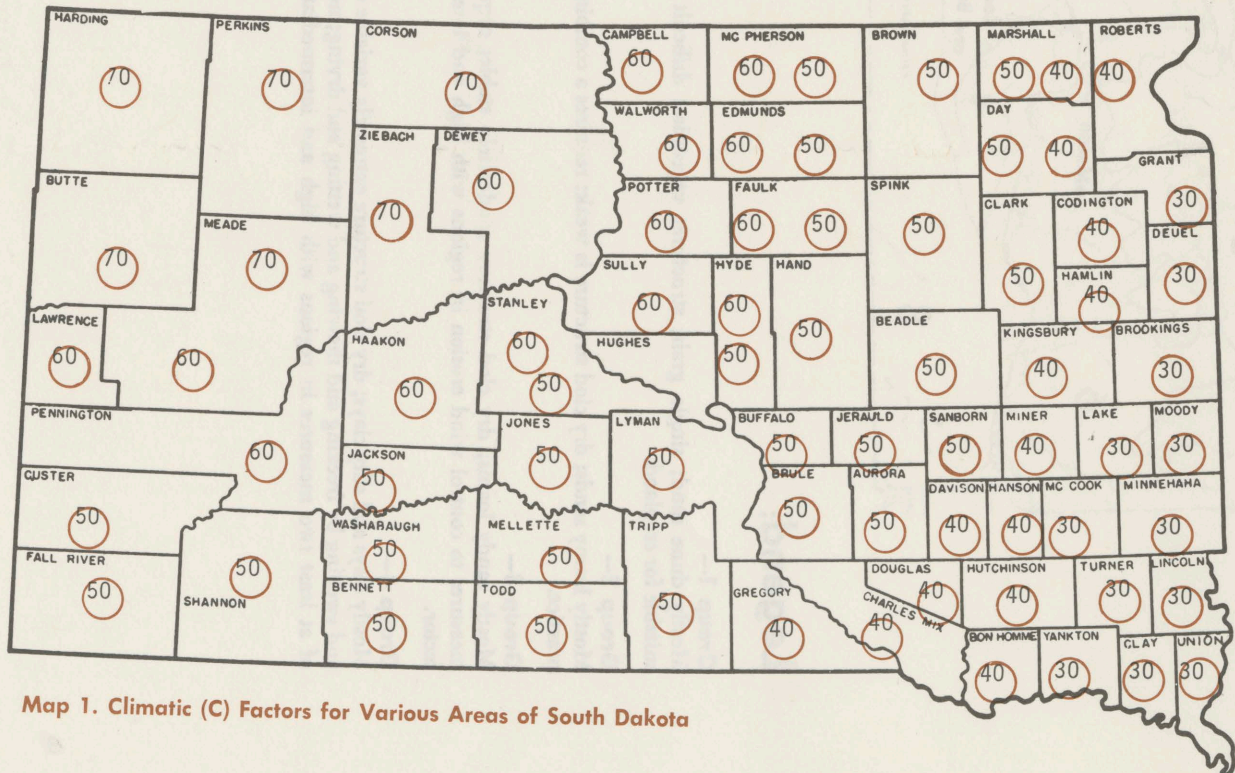 HARDING
70
PERKINS
70
CORSON
70
CAMPBELL
60
MC PHERSON
60 50
BROWN
50
MARSHALL
50 40
ROBERTS
40
WALWORTH
60
EDMUNDS
60 50
DAY
50 40
GRANT
30
ZIEBACH
70
DEWEY
60
BUTTE
70
MEADE
70
60
POTTER
60
FAULK
60 50
SPINK
50
CLARK
50
CODINGTON
40
DEUEL
30
HAMLIN
40
SULLY
60
HYDE
60
50
HAND
50
STANLEY
60
50
LAWRENCE
60
HAAKON
60
HUGHES
BEADLE
50
KINGSBURY
40
BROOKINGS
30
PENNINGTON
60
JACKSON
50
JONES
50
LYMAN
50
BUFFALO
50
JERAULD
50
SANBORN
50
MINER
40
LAKE
30
MOODY
30
CUSTER
50
BRULE
50
AURORA
50
DAVISON
40
HANSON
40
MC COOK
30
MINNEHAHA
30
FALL RIVER
50
SHANNON
50
WASHABAUGH
50
MELLETTE
50
TRIPP
50
BENNETT
50
TODD
50
GREGORY
40
CHARLES MIX
40
DOUGLAS
40
HUTCHINSON
40
TURNER
30
LINCOLN
30
BON HOMME
40
YANKTON
30
CLAY
30
UNION
30
Map 1. Climatic (C) Factors for Various Areas of South Dakota